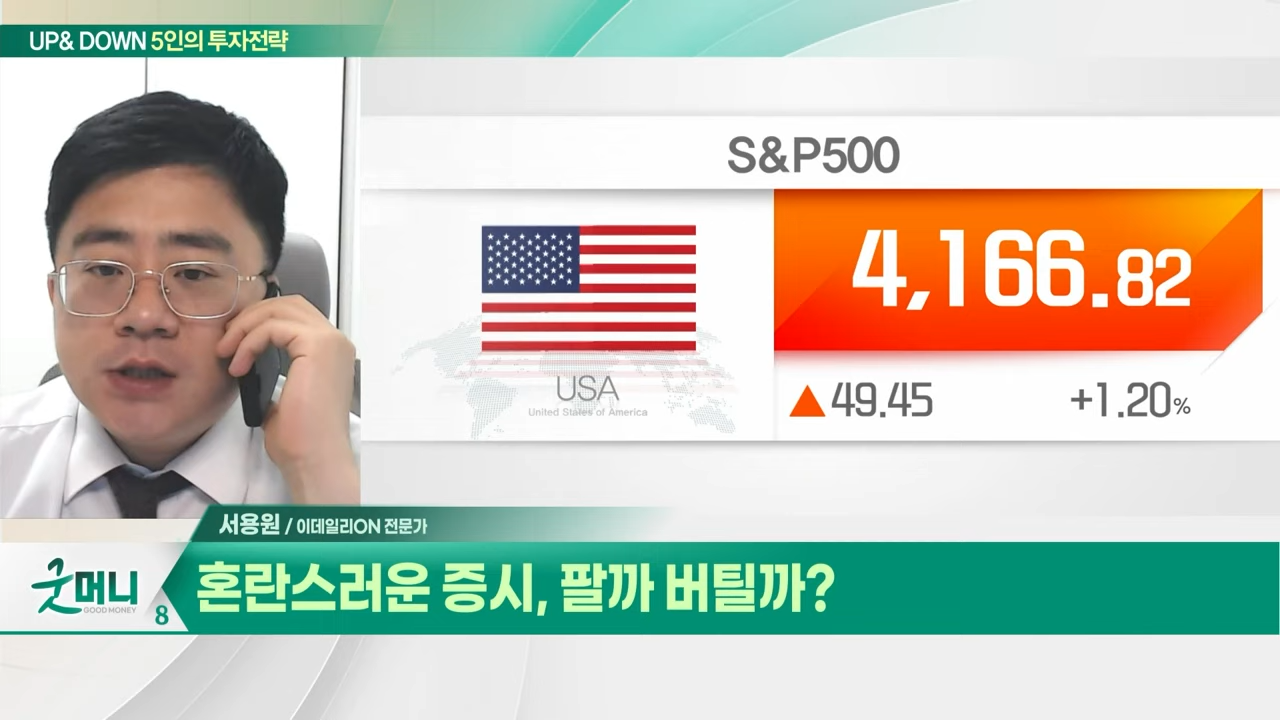 UP& DOWN 5인의 투자전략
S&P500
4,166.82
USA
United States of America
▲49.45 +1.20%
서용원 / 이데일리ON 전문가
굿머니
GOOD MONEY
8
혼란스러운 증시, 팔까 버틸까?